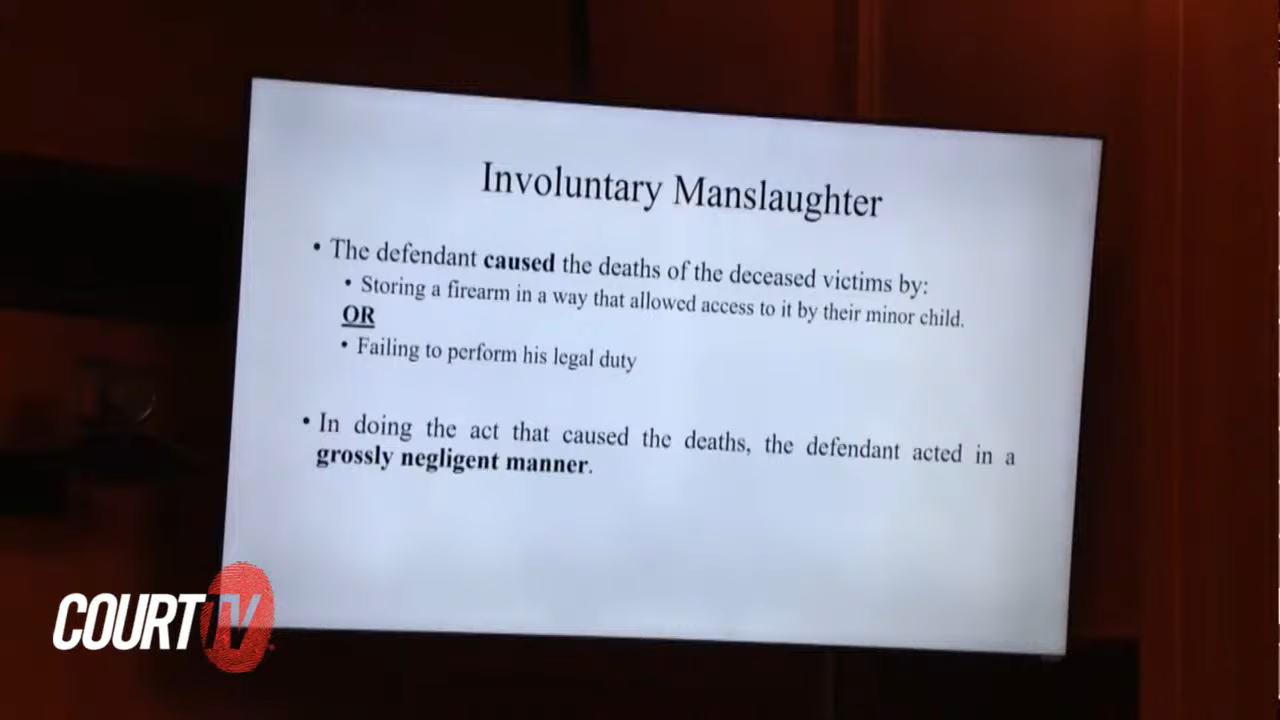 Involuntary Manslaughter
• The defendant caused the deaths of the deceased victims by:
• Storing a firearm in a way that allowed access to it by their minor child.
OR
• Failing to perform his legal duty
• In doing the act that caused the deaths, the defendant acted in a
grossly negligent manner.
COURT TV